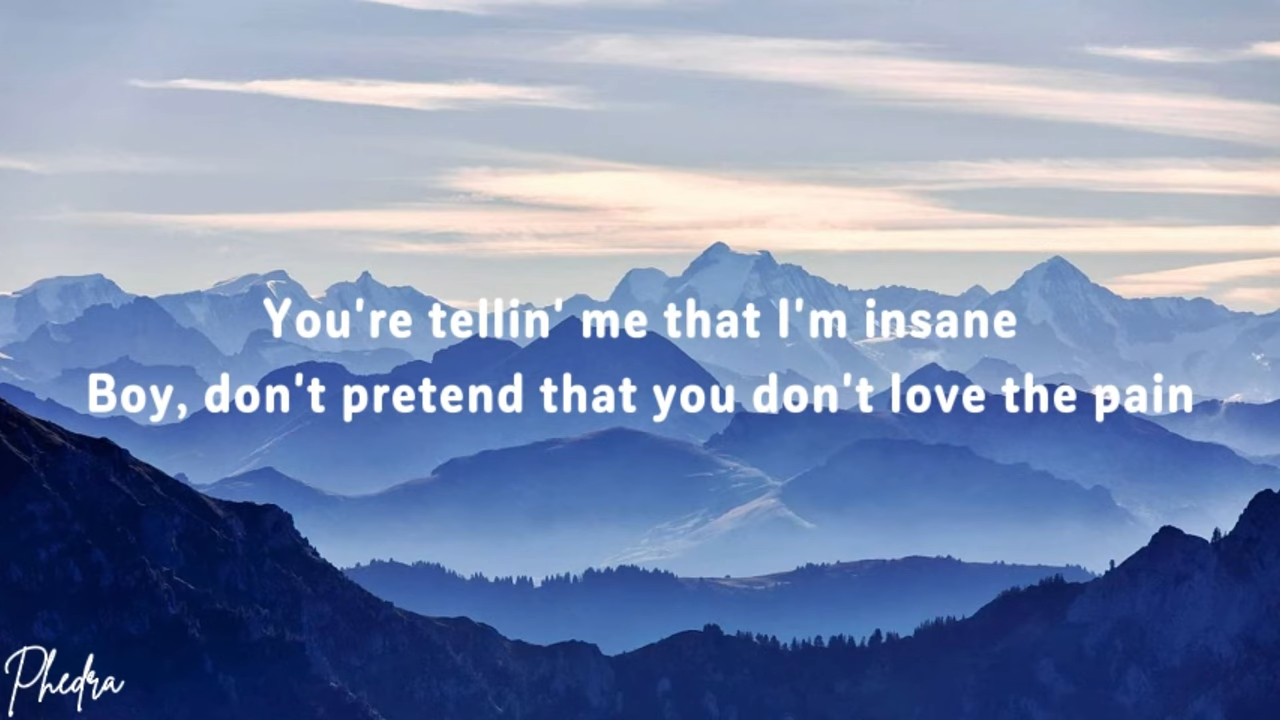 You're tellin' me that I'm insane
Boy, don't pretend that you don't love the pain
Phedra